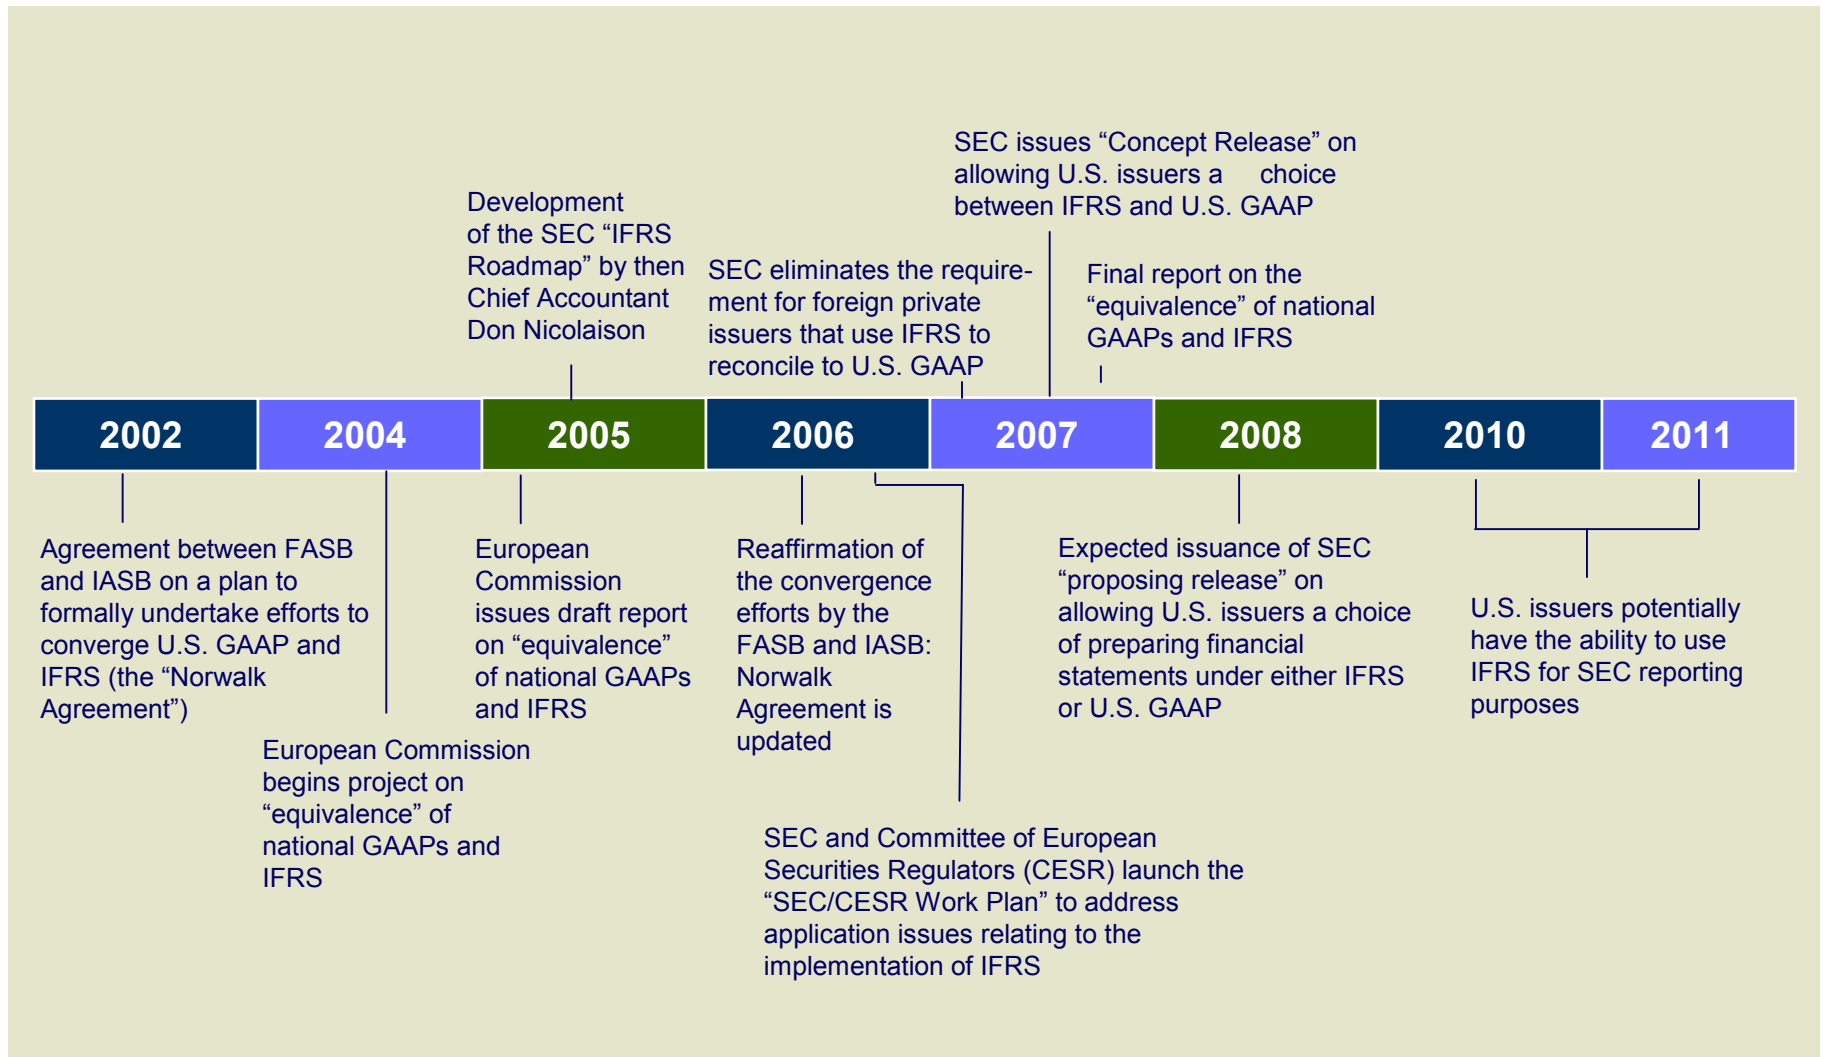 SEC issues “Concept Release” on
allowing U.S. issuers a choice
between IFRS and U.S. GAAP
Development
of the SEC “IFRS
Roadmap” by then
Chief Accountant
Don Nicolaison
SEC eliminates the require-
ment for foreign private
issuers that use IFRS to
reconcile to U.S. GAAP
Final report on the
“equivalence” of national
GAAPs and IFRS
2002
2004
2005
2006
2007
2008
2010
2011
Agreement between FASB
and IASB on a plan to
formally undertake efforts to
converge U.S. GAAP and
IFRS (the “Norwalk
Agreement”)
European Commission
begins project on
“equivalence” of
national GAAPs and
IFRS
European
Commission
issues draft report
on “equivalence”
of national GAAPs
and IFRS
Reaffirmation of
the convergence
efforts by the
FASB and IASB:
Norwalk
Agreement is
updated
SEC and Committee of European
Securities Regulators (CESR) launch the
“SEC/CESR Work Plan” to address
application issues relating to the
implementation of IFRS
Expected issuance of SEC
“proposing release” on
allowing U.S. issuers a choice
of preparing financial
statements under either IFRS
or U.S. GAAP
U.S. issuers potentially
have the ability to use
IFRS for SEC reporting
purposes